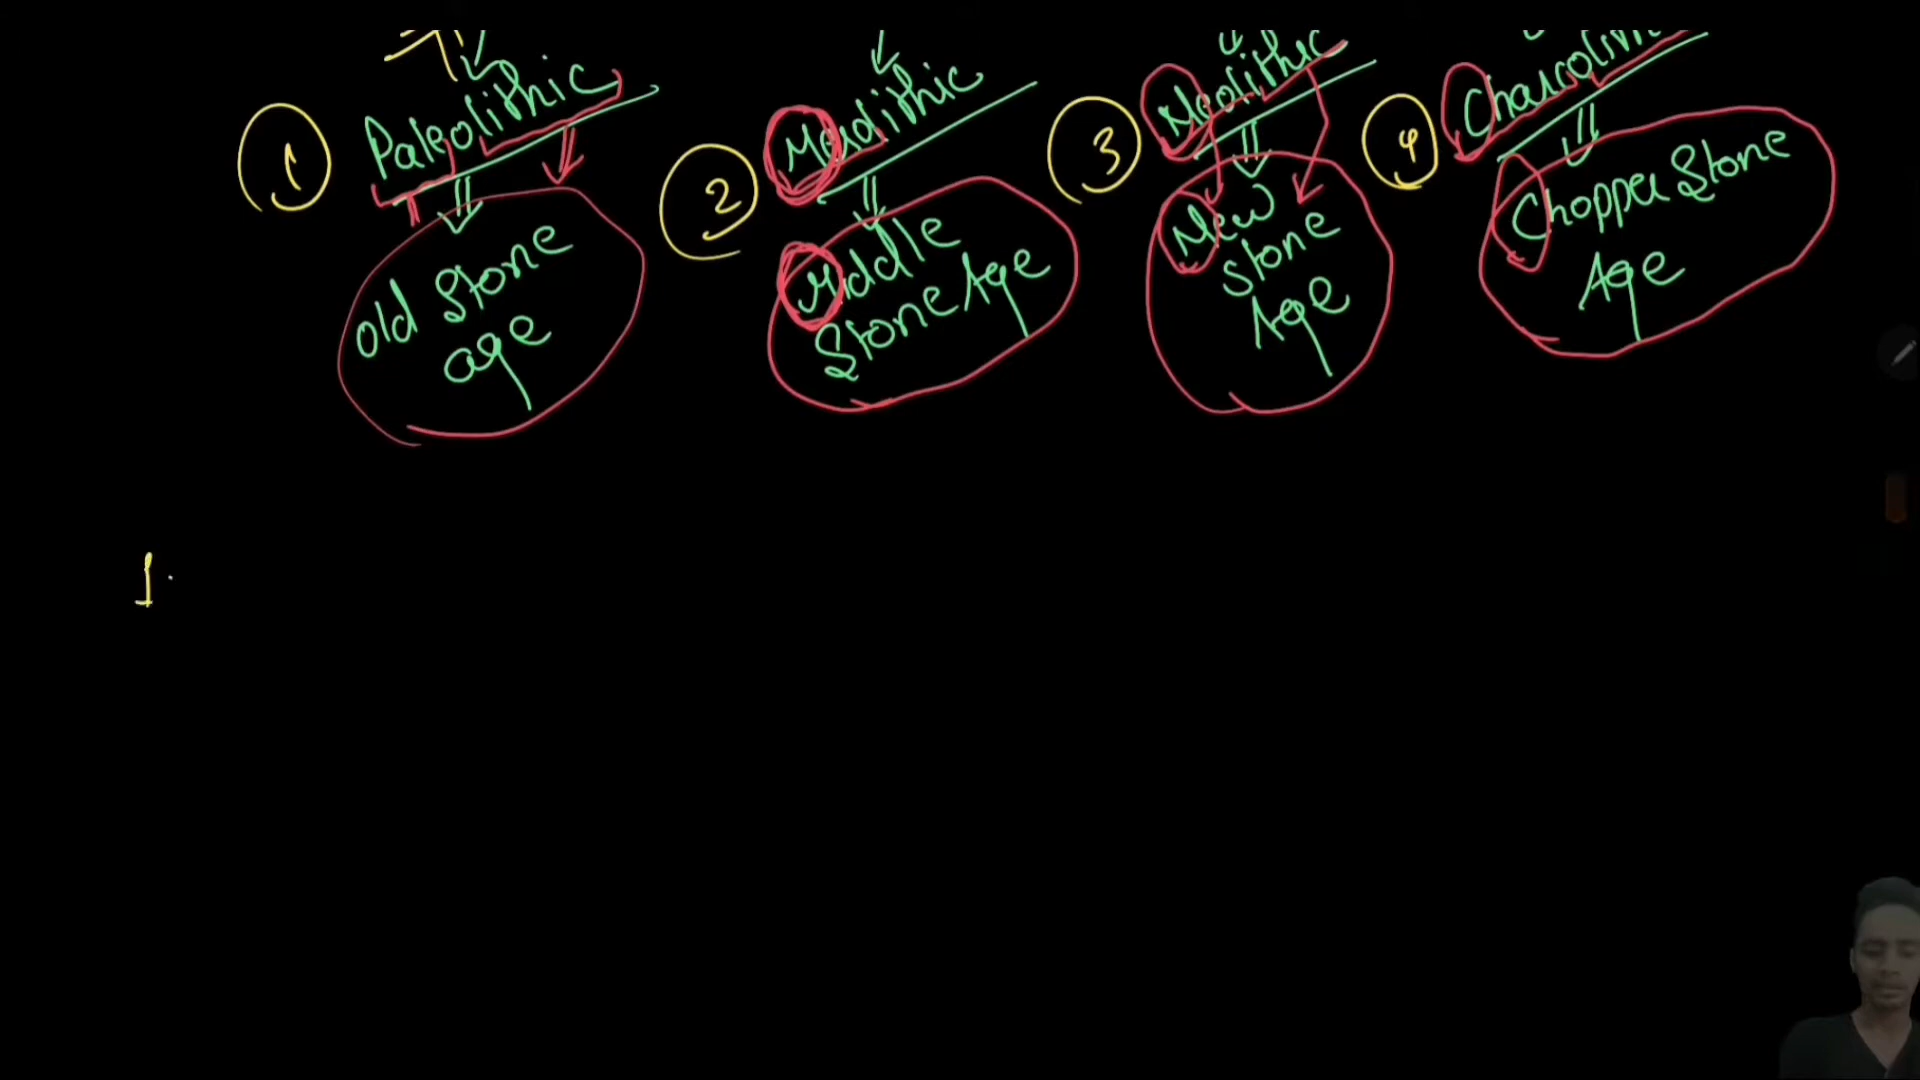 1 Paleolithic
old Stone
age
2 Mesolithic
Middle
Stone Age
3 Neolithic
New
Stone
Age
4
Chopper Stone
Age
1.